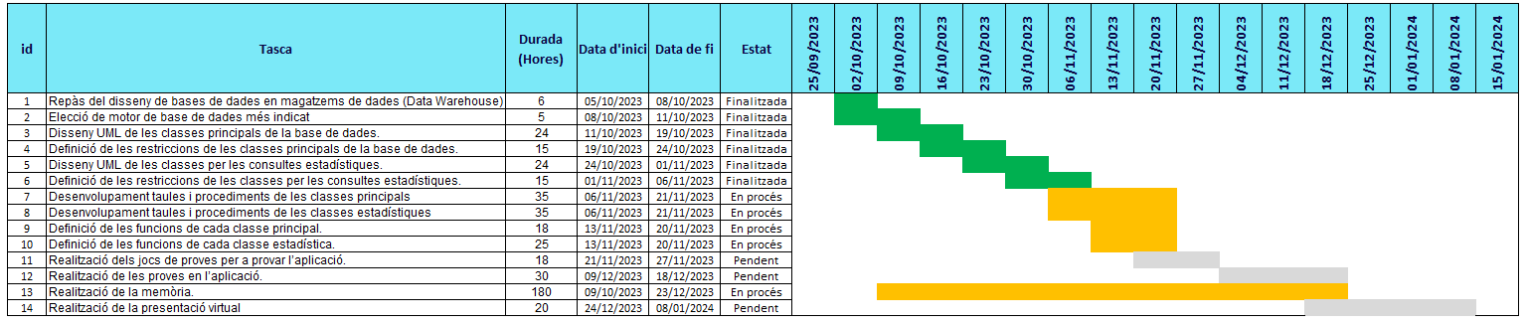 id Tasca Durada (Hores) Data d'inici Data de fi Estat 25/09/2023 02/10/2023 09/10/2023 16/10/2023 23/10/2023 30/10/2023 06/11/2023 13/11/2023 20/11/2023 27/11/2023 04/12/2023 11/12/2023 18/12/2023 25/12/2023 01/01/2024 08/01/2024 15/01/2024
1 Repàs del disseny de bases de dades en magatzems de dades (Data Warehouse) 6 05/10/2023 08/10/2023 Finalitzada
2 Elecció de motor de base de dades més indicat 5 08/10/2023 11/10/2023 Finalitzada
3 Disseny UML de les classes principals de la base de dades. 24 11/10/2023 19/10/2023 Finalitzada
4 Definició de les restriccions de les classes principals de la base de dades. 15 19/10/2023 24/10/2023 Finalitzada
5 Disseny UML de les classes per les consultes estadístiques. 24 24/10/2023 01/11/2023 Finalitzada
6 Definició de les restriccions de les classes per les consultes estadístiques. 15 01/11/2023 06/11/2023 Finalitzada
7 Desenvolupament taules i procediments de les classes principals 35 06/11/2023 21/11/2023 En procès
8 Desenvolupament taules i procediments de les classes estadístiques 35 06/11/2023 21/11/2023 En procès
9 Definició de les funcions de cada classe principal. 18 13/11/2023 20/11/2023 En procès
10 Definició de les funcions de cada classe estadística. 25 13/11/2023 20/11/2023 En procès
11 Realització dels jocs de proves per a provar l'aplicació. 18 21/11/2023 27/11/2023 Pendent
12 Realització de les proves en l'aplicació. 30 09/12/2023 18/12/2023 Pendent
13 Realització de la memòria. 180 09/10/2023 23/12/2023 En procès
14 Realització de la presentació virtual 20 24/12/2023 08/01/2024 Pendent